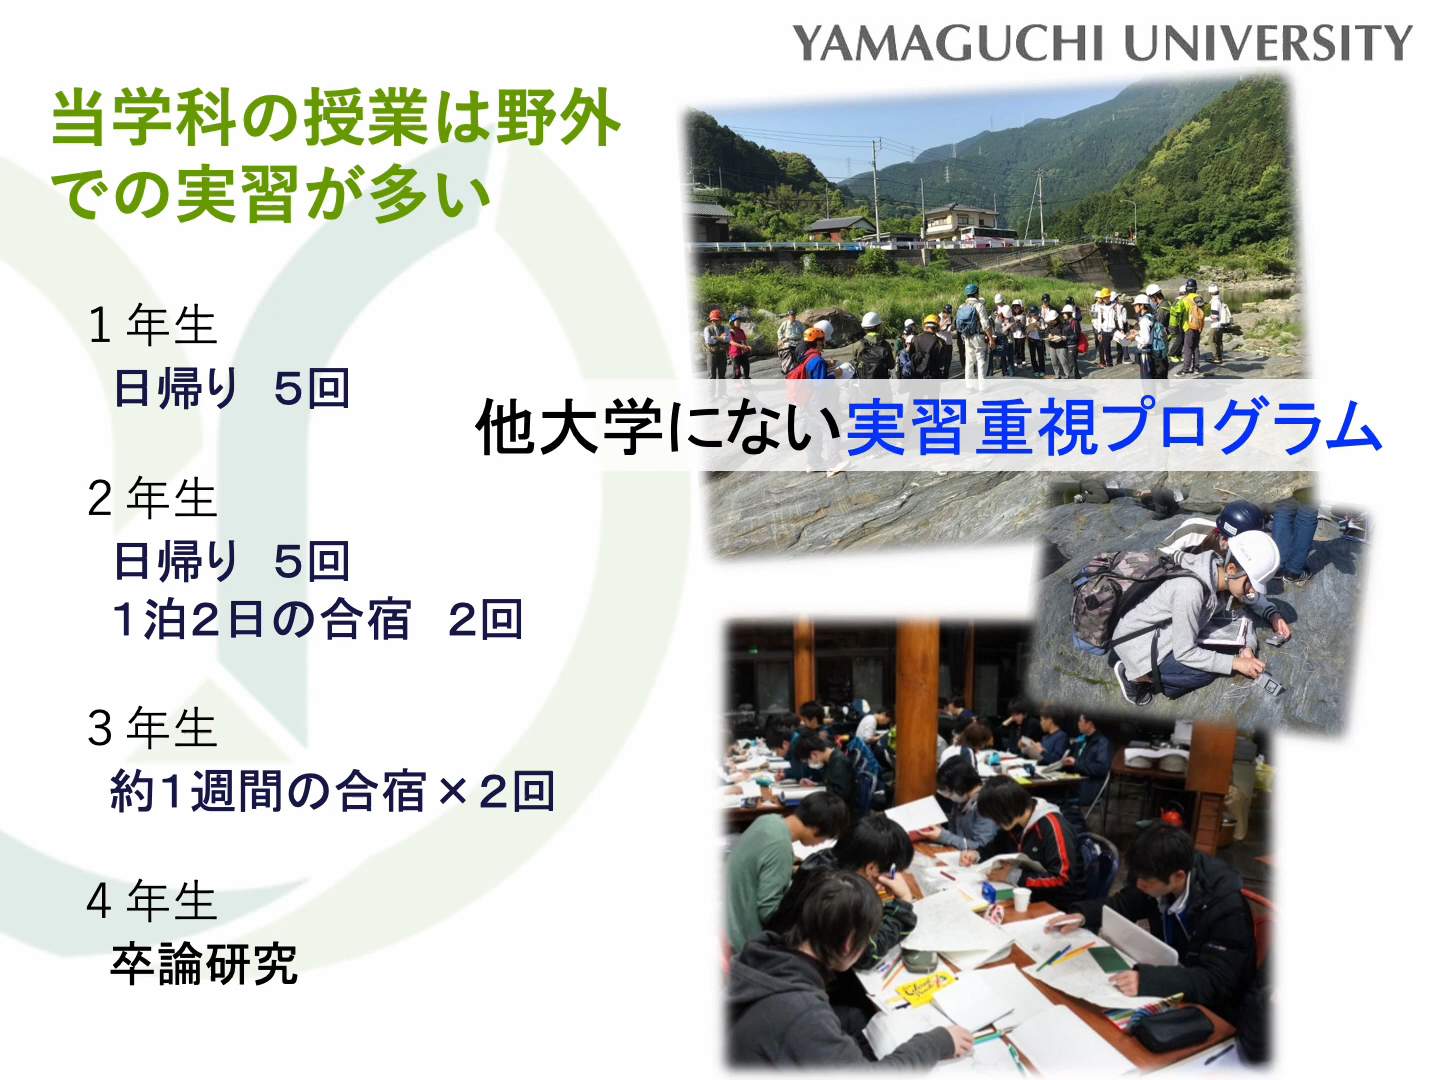 YAMAGUCHI UNIVERSITY
当学科の授業は野外
での実習が多い
1年生
日帰り　5回
他大学にない実習重視プログラム
2年生
日帰り　5回
1泊2日の合宿　2回
3年生
約1週間の合宿×2回
4年生
卒論研究